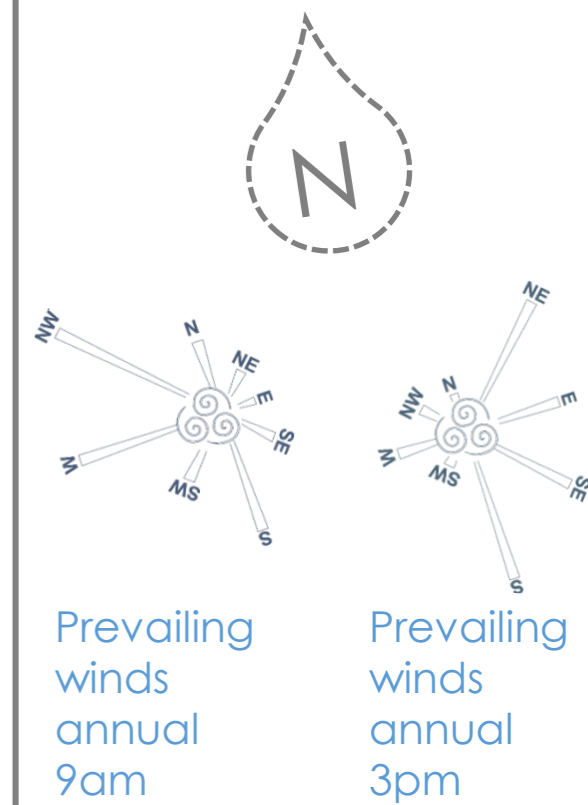 N
NW
N
NE
E
SE
S
SW
W
NE
N
NW
E
W
SW
SE
S
Prevailing
winds
annual
9am
Prevailing
winds
annual
3pm